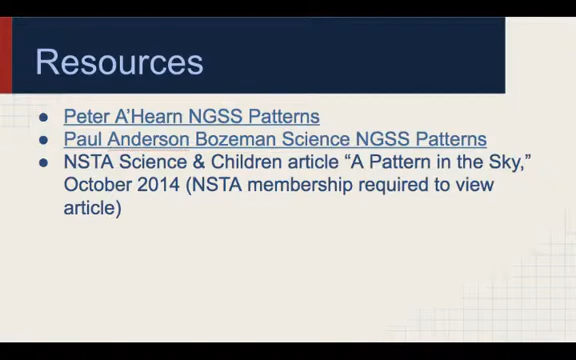 Resources
● Peter A'Hearn NGSS Patterns
● Paul Anderson Bozeman Science NGSS Patterns
● NSTA Science & Children article “A Pattern in the Sky,”
October 2014 (NSTA membership required to view
article)